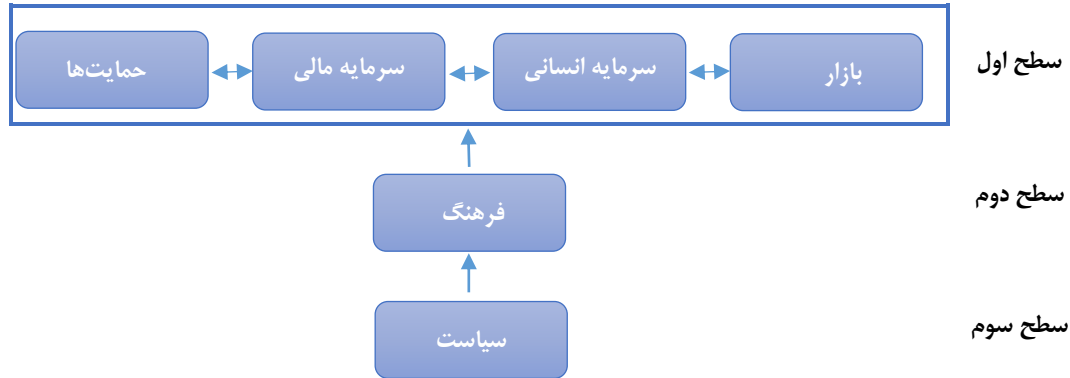 سطح اول
بازار
سرمایه انسانی
سرمایه مالی
حمایت‌ها
سطح دوم
فرهنگ
سطح سوم
سیاست